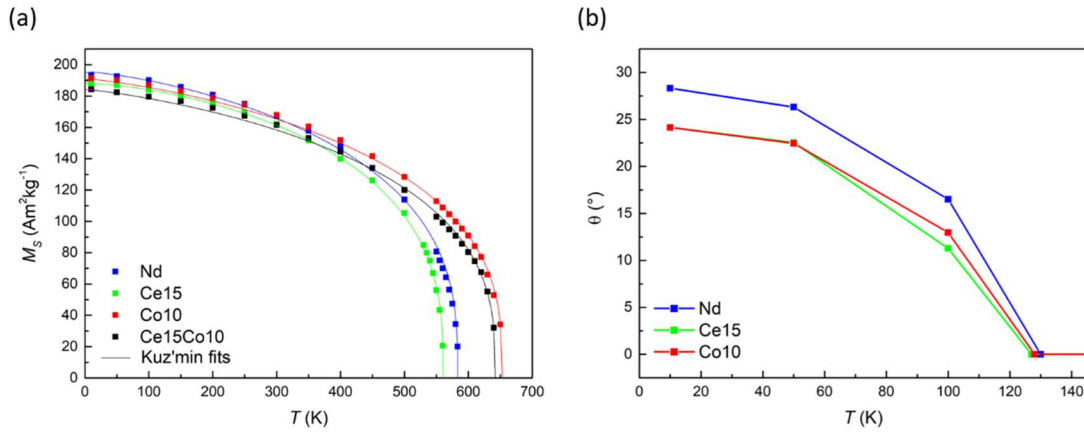 (a)
(b)
200
180
160
140
120
100
80
60
40
20
0
M_S (Am²kg⁻¹)
Nd
Ce15
Co10
Ce15Co10
Kuz'min fits
0 100 200 300 400 500 600 700
T (K)
30
25
20
15
10
5
0
θ (°)
Nd
Ce15
Co10
0 20 40 60 80 100 120 140
T (K)